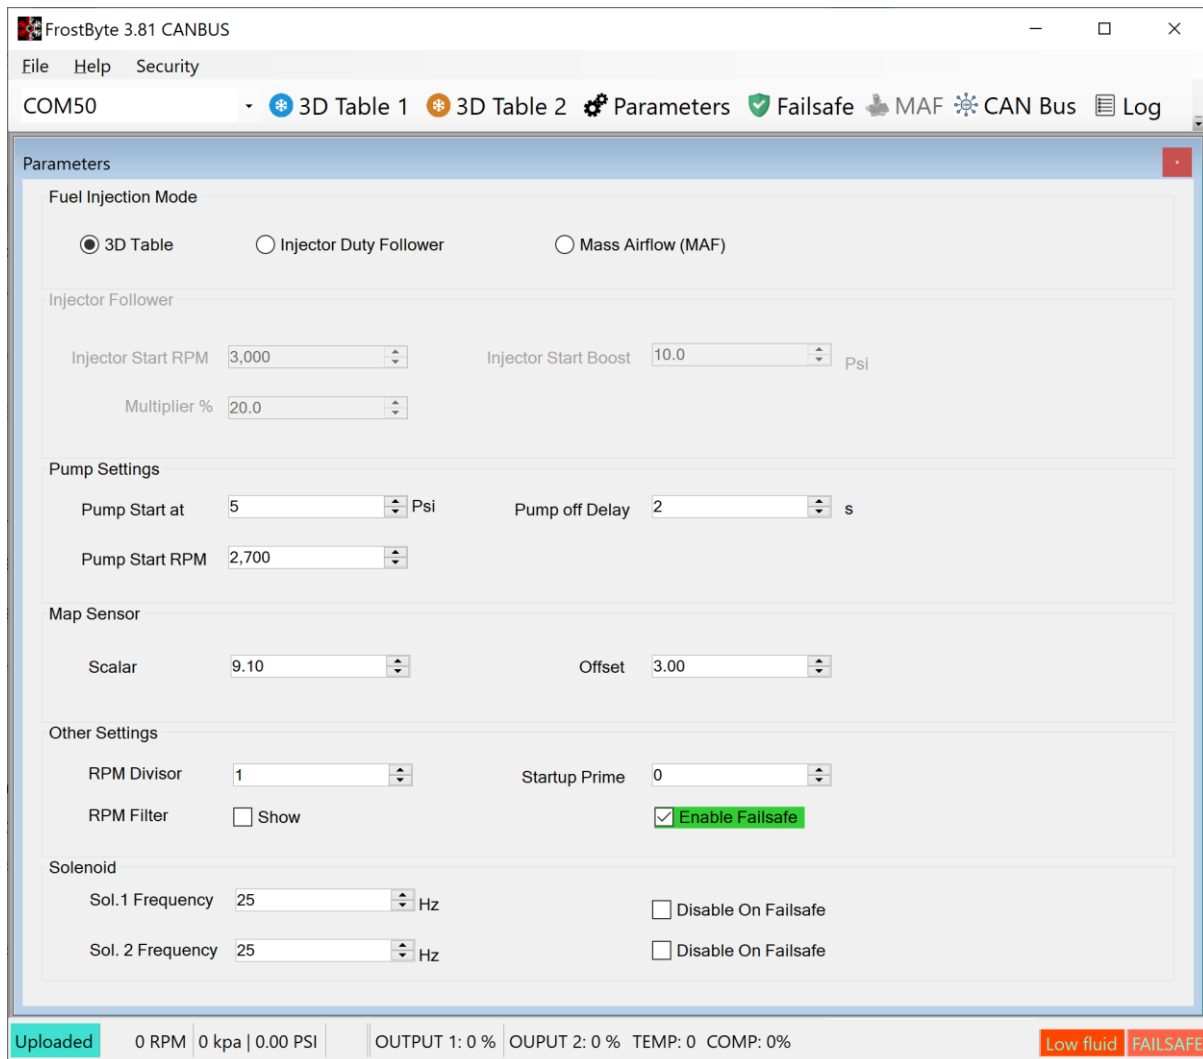 FrostByte 3.81 CANBUS
File Help Security
COM50 3D Table 1 3D Table 2 Parameters Failsafe MAF CAN Bus Log
Parameters
Fuel Injection Mode
3D Table Injector Duty Follower Mass Airflow (MAF)
Injector Follower
Injector Start RPM 3,000 Injector Start Boost 10.0 Psi
Multiplier % 20.0
Pump Settings
Pump Start at 5 Psi Pump off Delay 2 s
Pump Start RPM 2,700
Map Sensor
Scalar 9.10 Offset 3.00
Other Settings
RPM Divisor 1 Startup Prime 0
RPM Filter Show Enable Failsafe
Solenoid
Sol.1 Frequency 25 Hz Disable On Failsafe
Sol. 2 Frequency 25 Hz Disable On Failsafe
Uploaded 0 RPM 0 kpa | 0.00 PSI OUTPUT 1: 0 % OUPUT 2: 0 % TEMP: 0 COMP: 0% Low fluid FAILSAFE